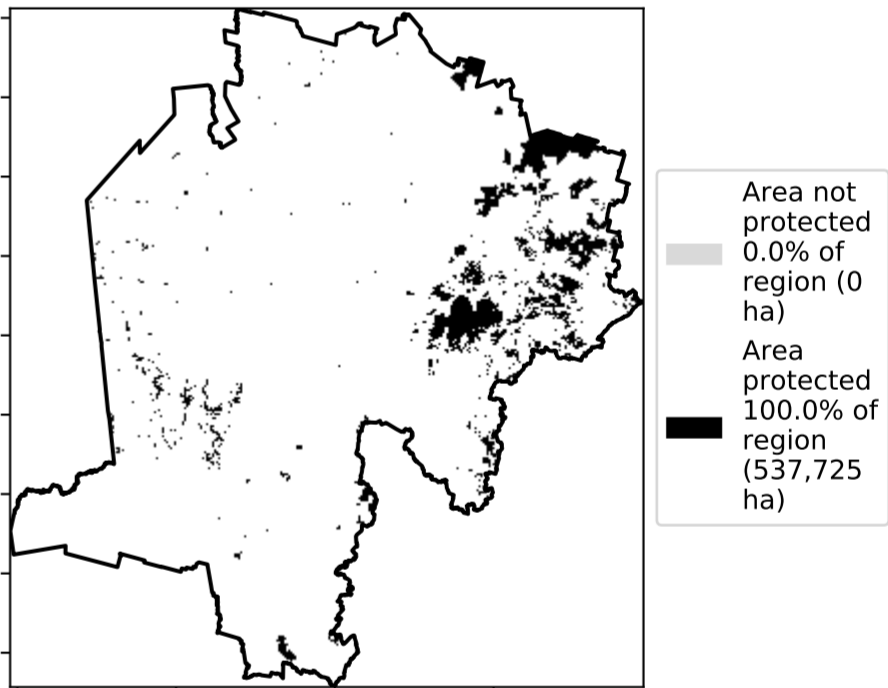 Area not
protected
0.0% of
region (0
ha)
Area
protected
100.0% of
region
(537,725
ha)